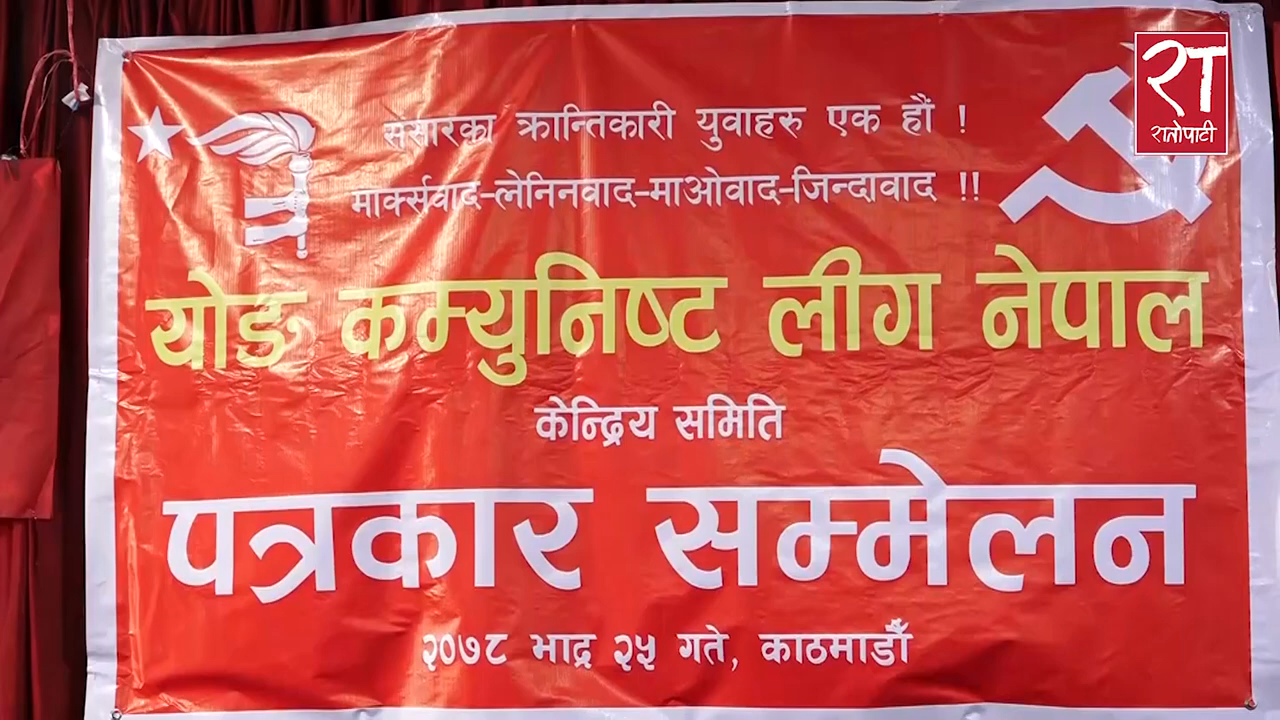 रा
रातोपाटी
संसारका क्रान्तिकारी युवाहरु एक हौं !
मार्क्सवाद-लेनिनवाद-माओवाद-जिन्दावाद !!
योङ कम्युनिष्ट लीग नेपाल
केन्द्रिय समिति
पत्रकार सम्मेलन
२०७८ भाद्र २५ गते, काठमाडौँ